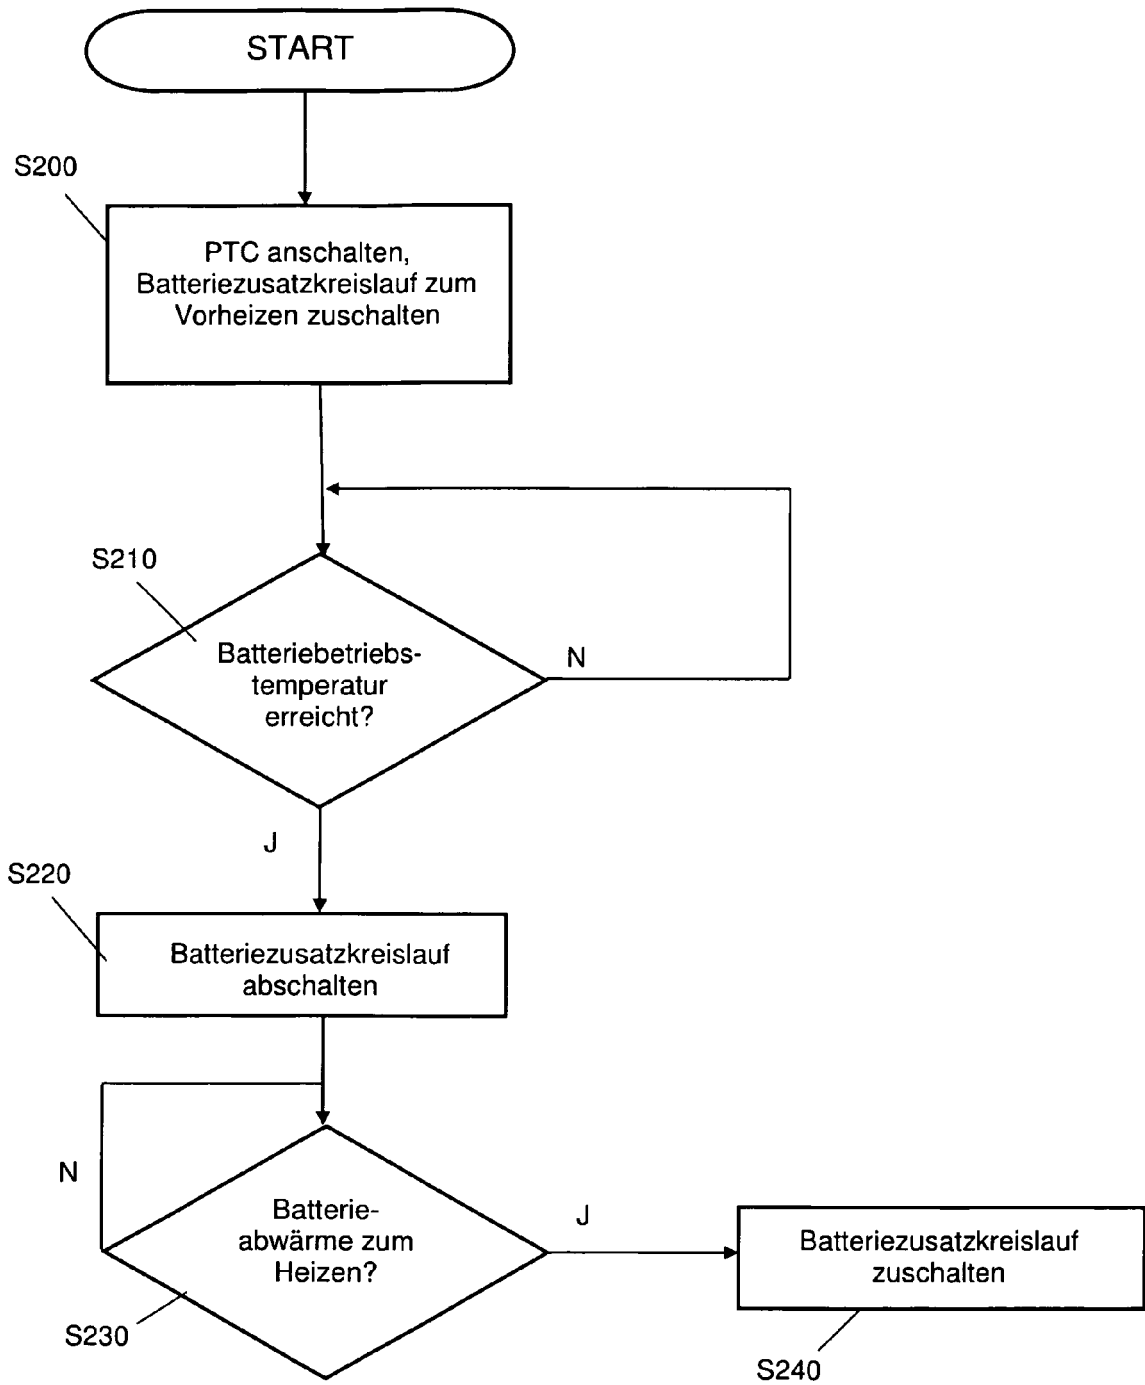 START
S200
PTC anschalten,
Batteriezusatzkreislauf zum
Vorheizen zuschalten
S210
Batteriebetriebs-
temperatur
erreicht?
N
J
S220
Batteriezusatzkreislauf
abschalten
N
Batterie-
abwärme zum
Heizen?
J
Batteriezusatzkreislauf
zuschalten
S230
S240